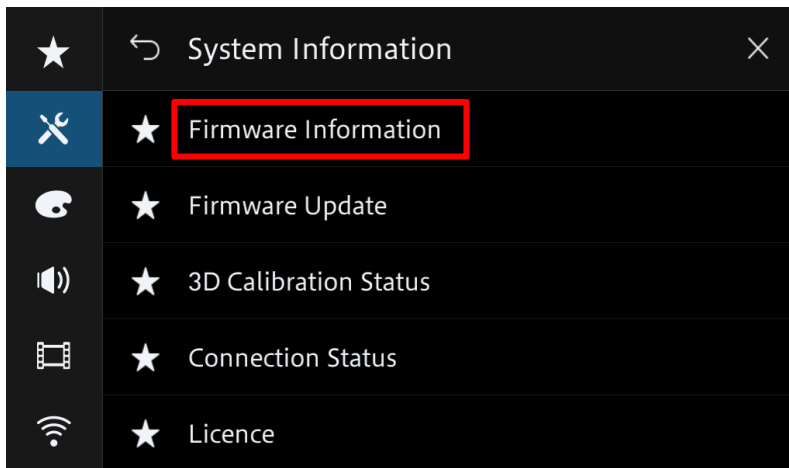 System Information
Firmware Information
Firmware Update
3D Calibration Status
Connection Status
Licence